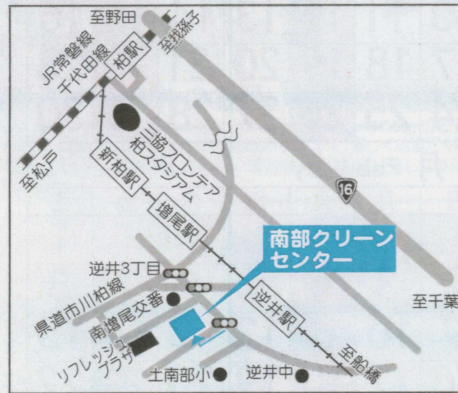 至野田
至我孫子
JR常磐線
千代田線
柏駅
至松戸
三協フロンテア
柏スタジアム
新柏駅
増尾駅
16
南部クリーン
センター
逆井3丁目
県道市川柏線
南増尾交番
逆井駅
至千葉
リフレッシュ
プラザ
至船橋
土南部小
逆井中